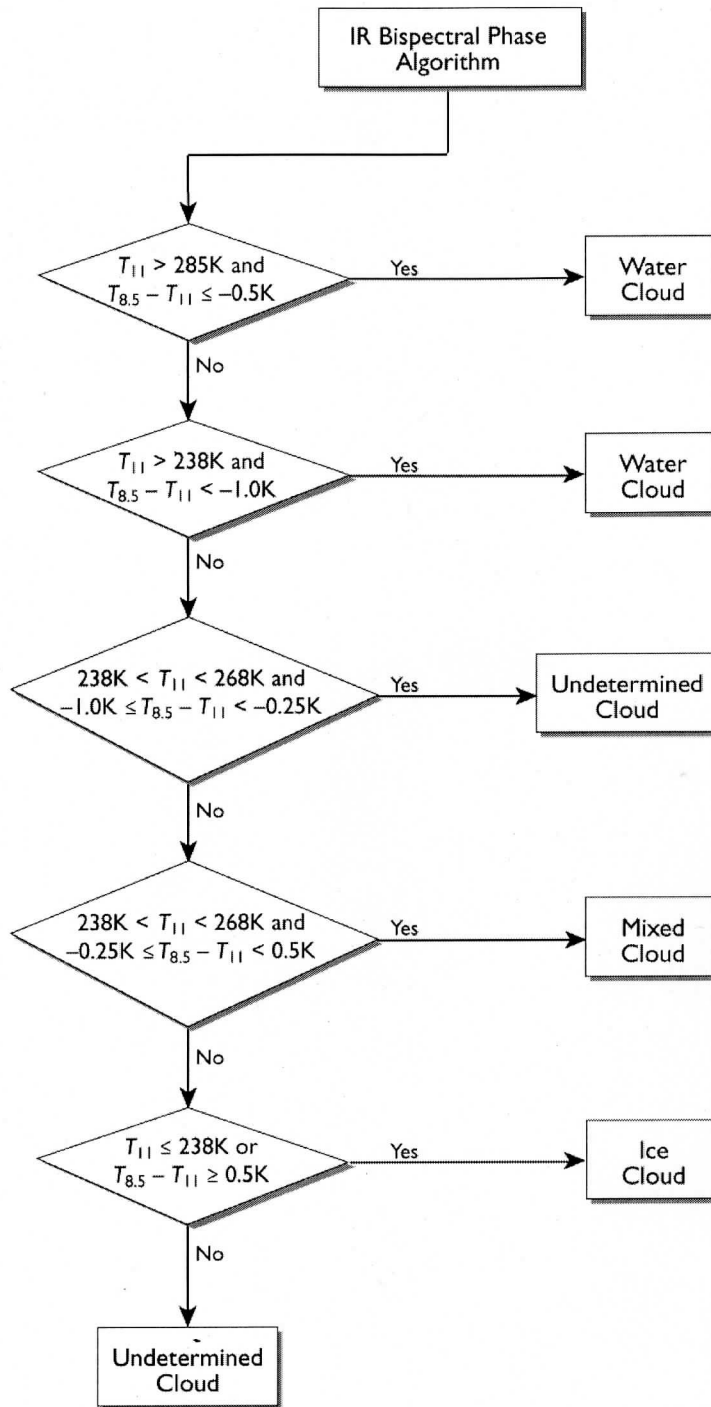 IR Bispectral Phase
Algorithm
T₁₁ > 285K and
T₈.₅ – T₁₁ ≤ –0.5K
Yes
Water
Cloud
No
T₁₁ > 238K and
T₈.₅ – T₁₁ < –1.0K
Yes
Water
Cloud
No
238K < T₁₁ < 268K and
–1.0K ≤ T₈.₅ – T₁₁ < –0.25K
Yes
Undetermined
Cloud
No
238K < T₁₁ < 268K and
–0.25K ≤ T₈.₅ – T₁₁ < 0.5K
Yes
Mixed
Cloud
No
T₁₁ ≤ 238K or
T₈.₅ – T₁₁ ≥ 0.5K
Yes
Ice
Cloud
No
Undetermined
Cloud